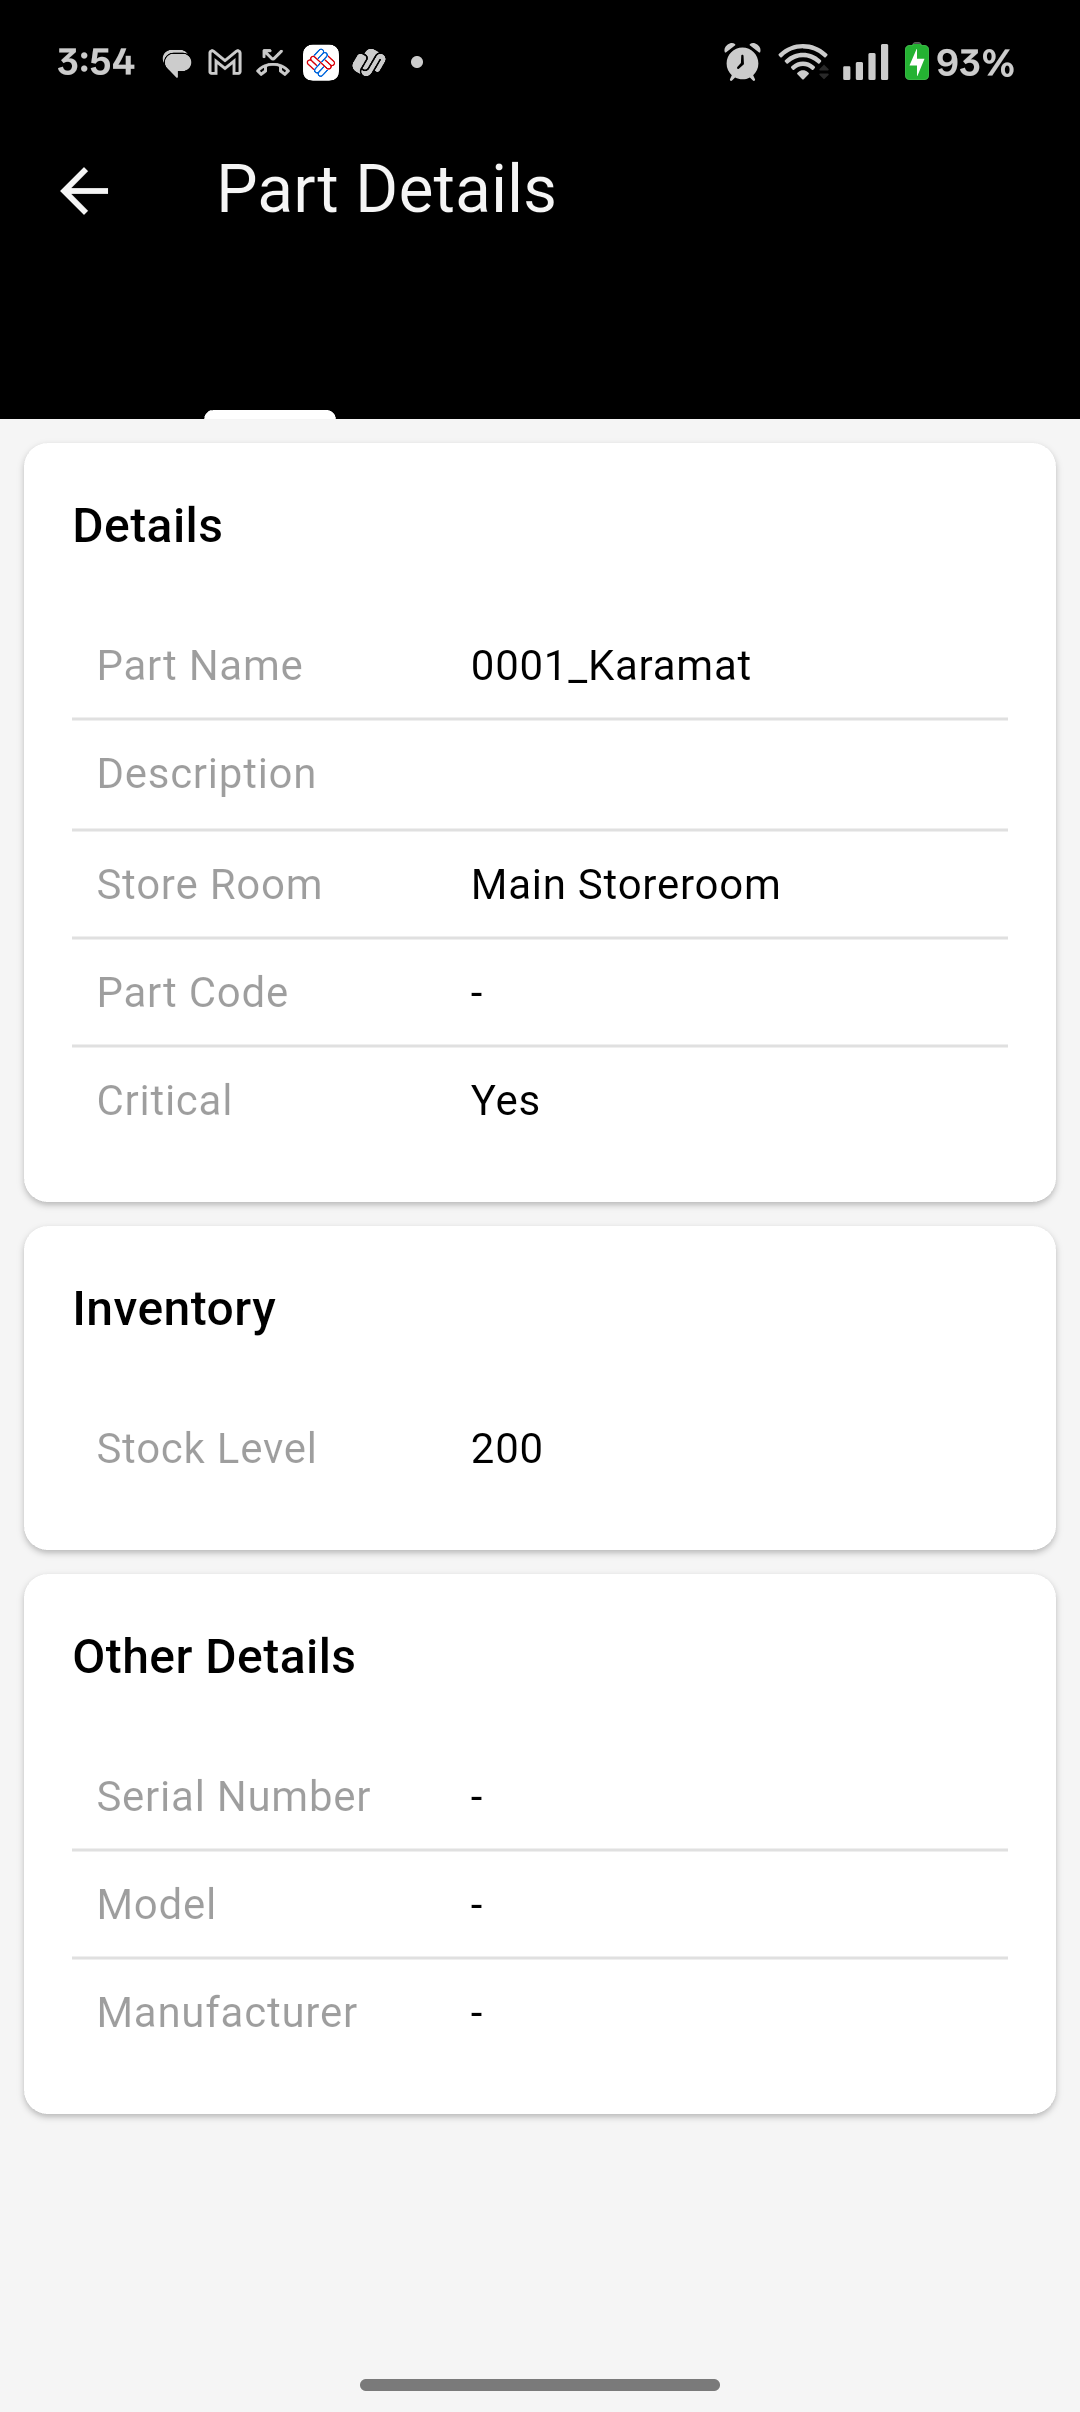 3:54
93%
Part Details
Details
Part Name 0001_Karamat
Description
Store Room Main Storeroom
Part Code -
Critical Yes
Inventory
Stock Level 200
Other Details
Serial Number -
Model -
Manufacturer -